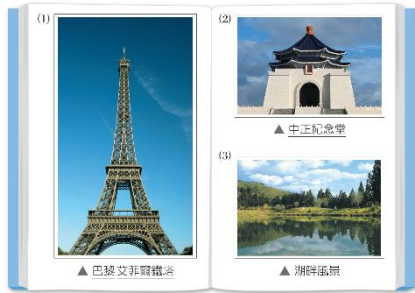 (1)
▲ 巴黎艾菲爾鐵塔
(2)
▲ 中正紀念堂
(3)
▲ 湖畔風景